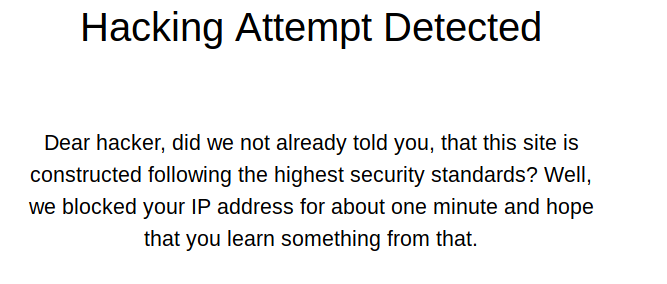 Hacking Attempt Detected
Dear hacker, did we not already told you, that this site is
constructed following the highest security standards? Well,
we blocked your IP address for about one minute and hope
that you learn something from that.